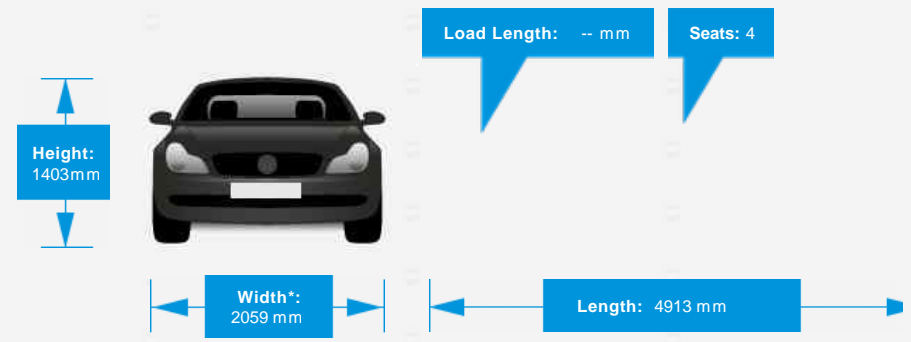 Load Length: -- mm
Seats: 4
Height:
1403mm
Width*:
2059 mm
Length: 4913 mm